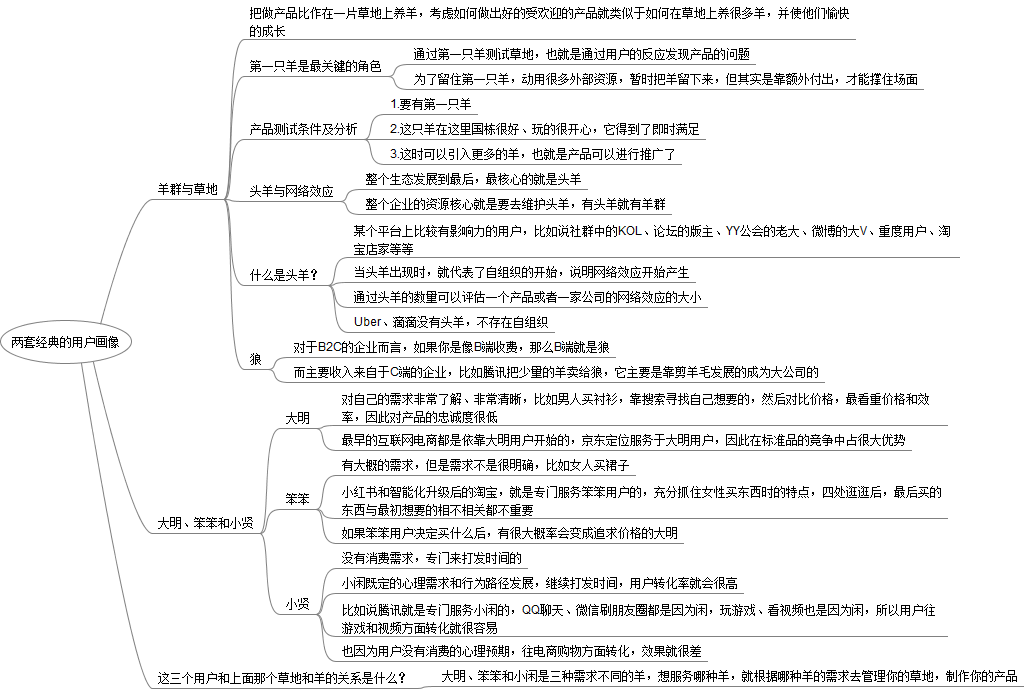 把做产品比作在一片草地上养羊，考虑如何做出好的受欢迎的产品就类似于如何在草地上养很多羊，并使他们愉快
的成长
第一只羊是最关键的角色
通过第一只羊测试草地，也就是通过用户的反应发现产品的问题
为了留住第一只羊，动用很多外部资源，暂时把羊留下来，但其实是靠额外付出，才能撑住场面
产品测试条件及分析
1.要有第一只羊
2.这只羊在这里国栋很好、玩的很开心，它得到了即时满足
3.这时可以引入更多的羊，也就是产品可以进行推广了
羊群与草地
头羊与网络效应
整个生态发展到最后，最核心的就是头羊
整个企业的资源核心就是要去维护头羊，有头羊就有羊群
什么是头羊？
某个平台上比较有影响力的用户，比如说社群中的KOL、论坛的版主、YY公会的老大、微博的大V、重度用户、淘
宝店家等等
当头羊出现时，就代表了自组织的开始，说明网络效应开始产生
通过头羊的数量可以评估一个产品或者一家公司的网络效应的大小
Uber、滴滴没有头羊，不存在自组织
狼
对于B2C的企业而言，如果你是像B端收费，那么B端就是狼
而主要收入来自于C端的企业，比如腾讯把少量的羊卖给狼，它主要是靠剪羊毛发展的成为大公司的
两套经典的用户画像
大明、笨笨和小贤
大明
对自己的需求非常了解、非常清晰，比如男人买衬衫，靠搜索寻找自己想要的，然后对比价格，最看重价格和效
率，因此对产品的忠诚度很低
最早的互联网电商都是依靠大明用户开始的，京东定位服务于大明用户，因此在标准品的竞争中占很大优势
笨笨
有大概的需求，但是需求不是很明确，比如女人买裙子
小红书和智能化升级后的淘宝，就是专门服务笨笨用户的，充分抓住女性买东西时的特点，四处逛逛后，最后买的
东西与最初想要的相不相关都不重要
如果笨笨用户决定买什么后，有很大概率会变成追求价格的大明
小贤
没有消费需求，专门来打发时间的
小闲既定的心理需求和行为路径发展，继续打发时间，用户转化率就会很高
比如说腾讯就是专门服务小闲的，QQ聊天、微信刷朋友圈都是因为闲，玩游戏、看视频也是因为闲，所以用户往
游戏和视频方面转化就很容易
也因为用户没有消费的心理预期，往电商购物方面转化，效果就很差
这三个用户和上面那个草地和羊的关系是什么？
大明、笨笨和小闲是三种需求不同的羊，想服务哪种羊，就根据哪种羊的需求去管理你的草地，制作你的产品